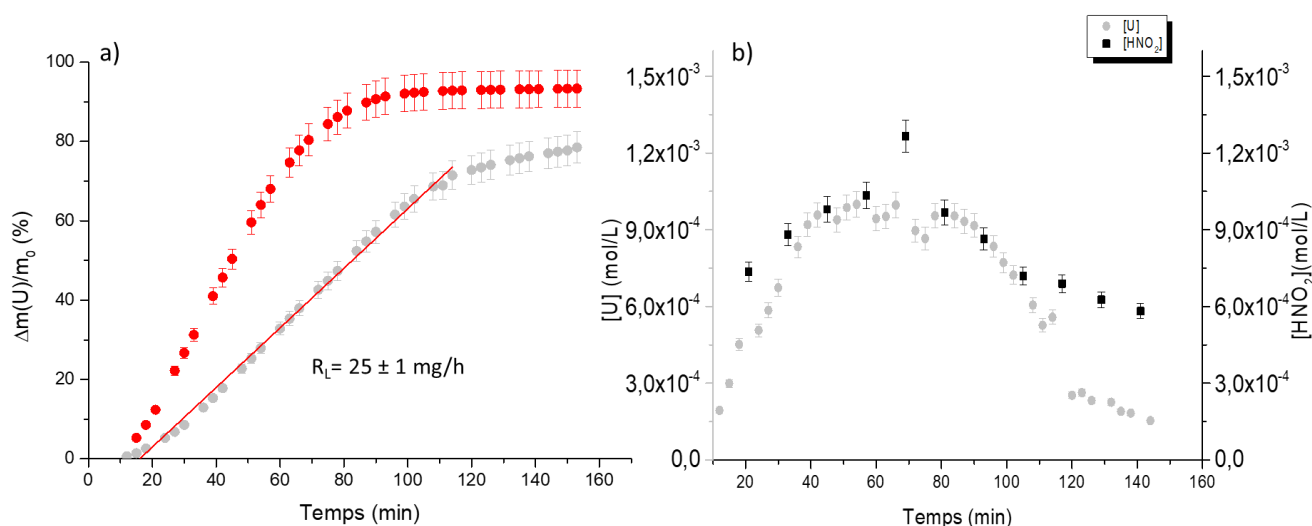 a)
100
80
60
40
20
0
Δm(U)/m₀ (%)
R_L= 25 ± 1 mg/h
0 20 40 60 80 100 120 140 160
Temps (min)
b)
[U]
[HNO₂]
1,5x10⁻³
1,2x10⁻³
9,0x10⁻⁴
6,0x10⁻⁴
3,0x10⁻⁴
0,0
[U] (mol/L)
20 40 60 80 100 120 140 160
Temps (min)
1,5x10⁻³
1,2x10⁻³
9,0x10⁻⁴
6,0x10⁻⁴
3,0x10⁻⁴
0,0
[HNO₂](mol/L)